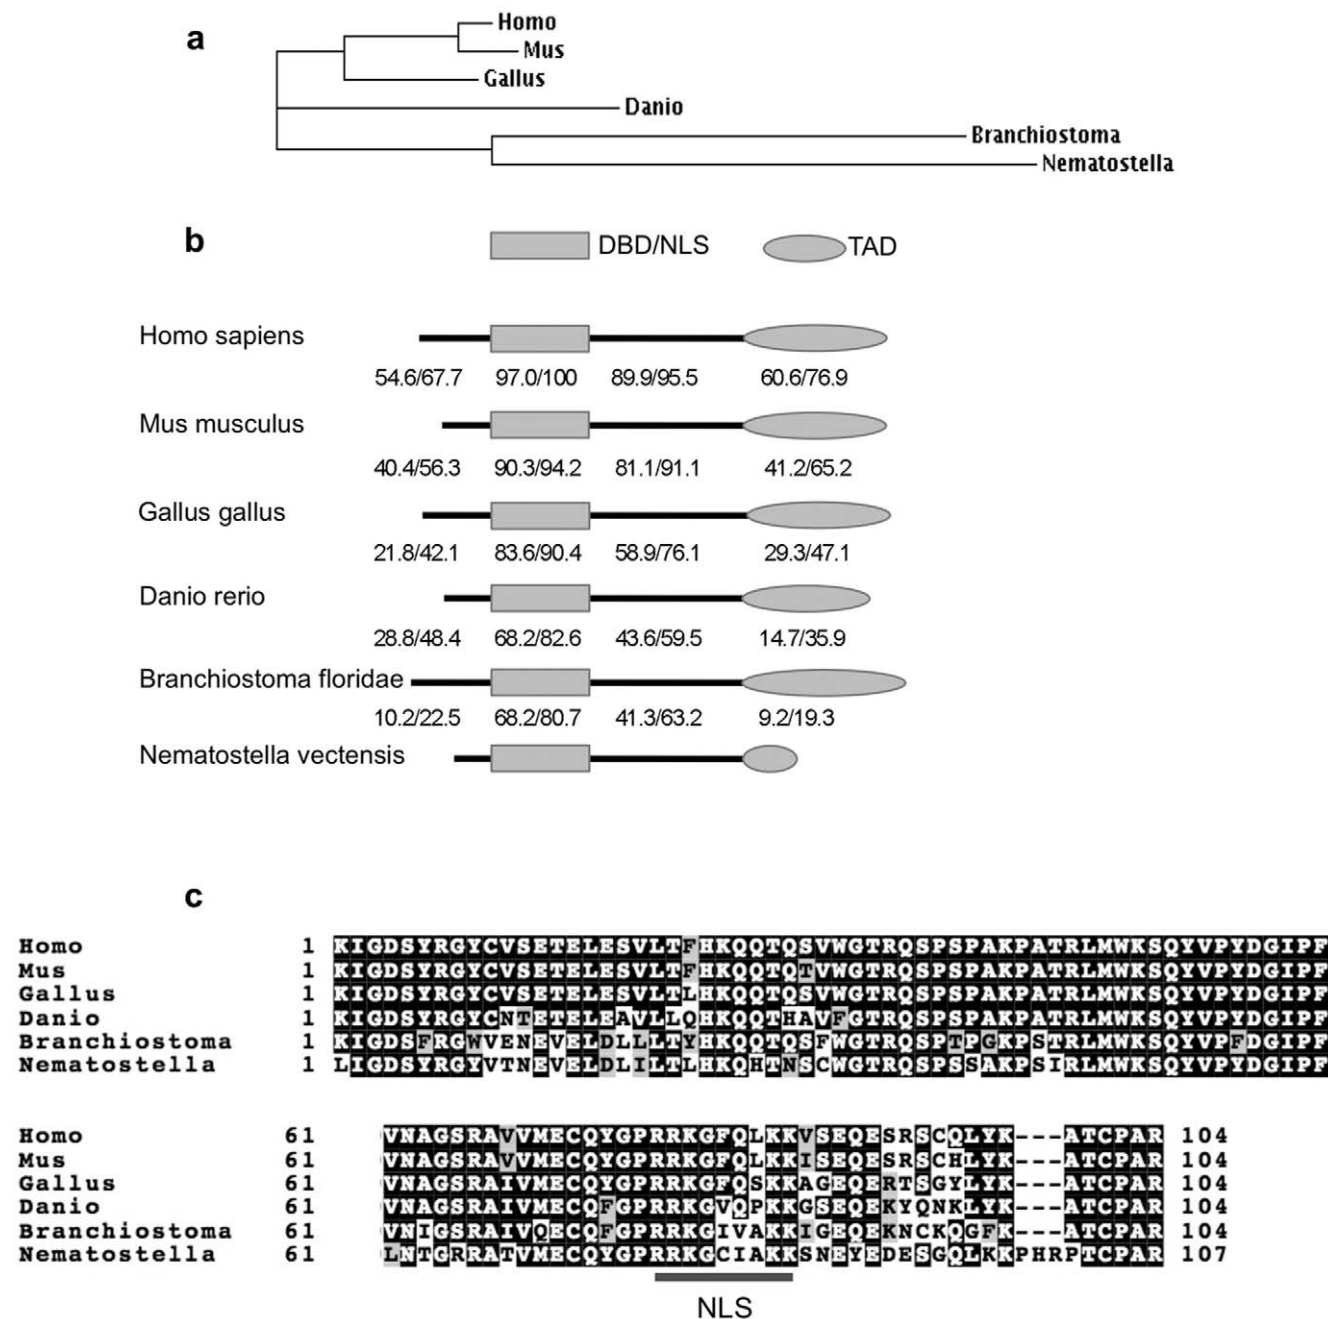 a
Homo
Mus
Gallus
Danio
Branchiostoma
Nematostella
b
DBD/NLS TAD
Homo sapiens
54.6/67.7 97.0/100 89.9/95.5 60.6/76.9
Mus musculus
40.4/56.3 90.3/94.2 81.1/91.1 41.2/65.2
Gallus gallus
21.8/42.1 83.6/90.4 58.9/76.1 29.3/47.1
Danio rerio
28.8/48.4 68.2/82.6 43.6/59.5 14.7/35.9
Branchiostoma floridae
10.2/22.5 68.2/80.7 41.3/63.2 9.2/19.3
Nematostella vectensis
c
Homo 1 KIGDSYRGYCVSETELESVLTFHKQQTQSVWGTRQSPSPAKPATRLMWKSQYVPYDGIPF
Mus 1 KIGDSYRGYCVSETELESVLTFHKQQTQTVWGTRQSPSPAKPATRLMWKSQYVPYDGIPF
Gallus 1 KIGDSYRGYCVSETELESVLTLHKQQTQSVWGTRQSPSPAKPATRLMWKSQYVPYDGIPF
Danio 1 KIGDSYRGYCNTETELEAVLLQHKQQTHAVFGTRQSPSPAKPATRLMWKSQYVPYDGIPF
Branchiostoma 1 KIGDSFRGWVENEVELDLLLTYHKQQTQSFWGTRQSPTPGKPSTRLMWKSQYVPFDGIPF
Nematostella 1 LIGDSYRGYVTNEVELDLILTLHKQHTNSCWGTRQSPSSAKPSIRLMWKSQYVPYDGIPF
Homo 61 VNAGSRAVVMECQYGPRRKGFQLKKVSEQESRSCQLYK---ATCPAR 104
Mus 61 VNAGSRAVVMECQYGPRRKGFQLKKISEQESRSCHLYK---ATCPAR 104
Gallus 61 VNAGSRAIVMECQYGPRRKGFQSKKAGEQERTSGYLYK---ATCPAR 104
Danio 61 VNAGSRAIVMECQFGPRRKGVQPKKGSEQEKYQNKLYK---ATCPAR 104
Branchiostoma 61 VNIGSRAIVQECQFGPRRKGIVAKKIGEQEKNCKQGFK---ATCPAR 104
Nematostella 61 LNTGRRATVMECQYGPRRKGCIAKKSNEYEDESGQLKKPHRPTCPAR 107
NLS